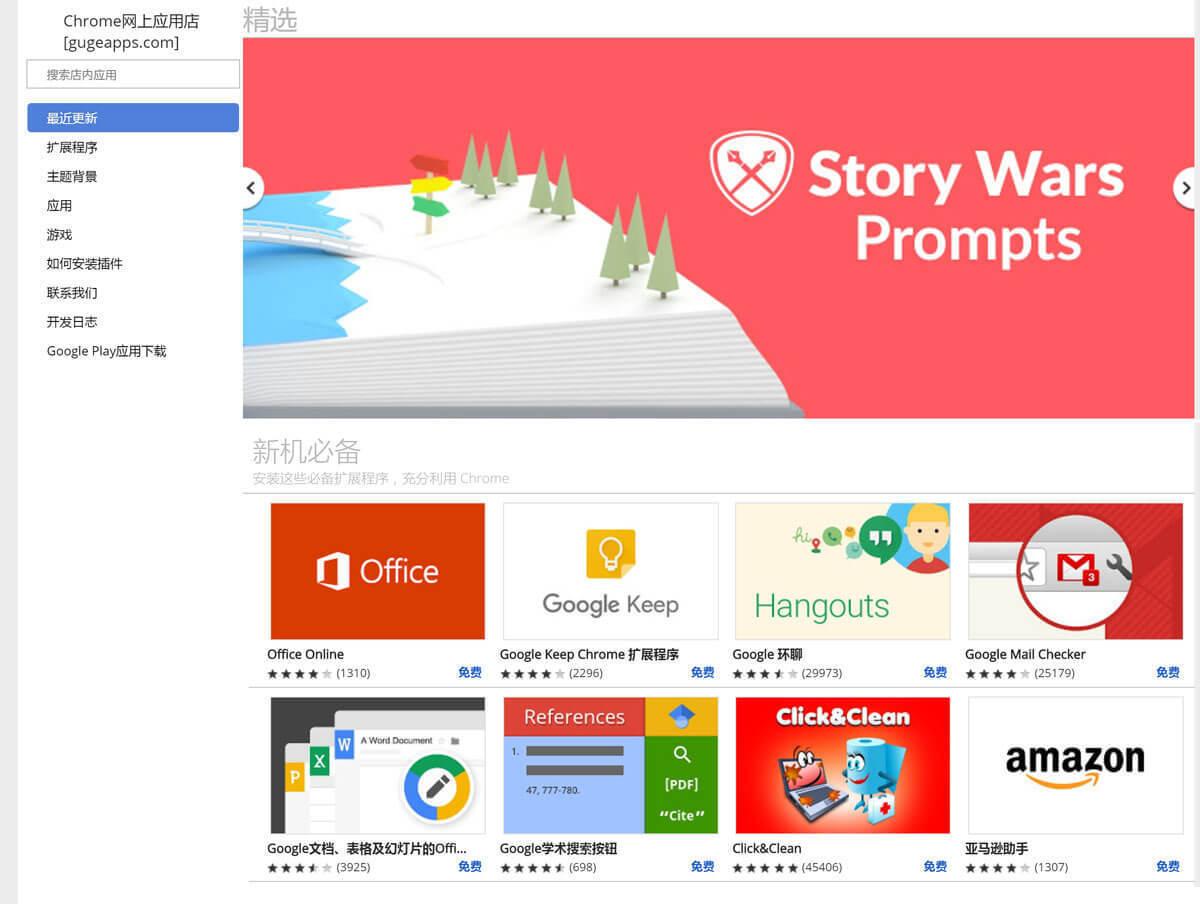 Chrome网上应用店
[gugeapps.com]
搜索店内应用
最近更新
扩展程序
主题背景
应用
游戏
如何安装插件
联系我们
开发日志
Google Play应用下载
精选
Story Wars
Prompts
新机必备
安装这些必备扩展程序，充分利用 Chrome
Office
Google Keep
hi
Hangouts
3
Office Online
(1310)
免费
Google Keep Chrome 扩展程序
(2296)
免费
Google 环聊
(29973)
免费
Google Mail Checker
(25179)
免费
P
X
W
A Word Document
References
1.
47, 777-780.
[PDF]
“Cite”
Click&Clean
amazon
Google文档、表格及幻灯片的Offi...
(3925)
免费
Google学术搜索按钮
(698)
免费
Click&Clean
(45406)
免费
亚马逊助手
(1307)
免费